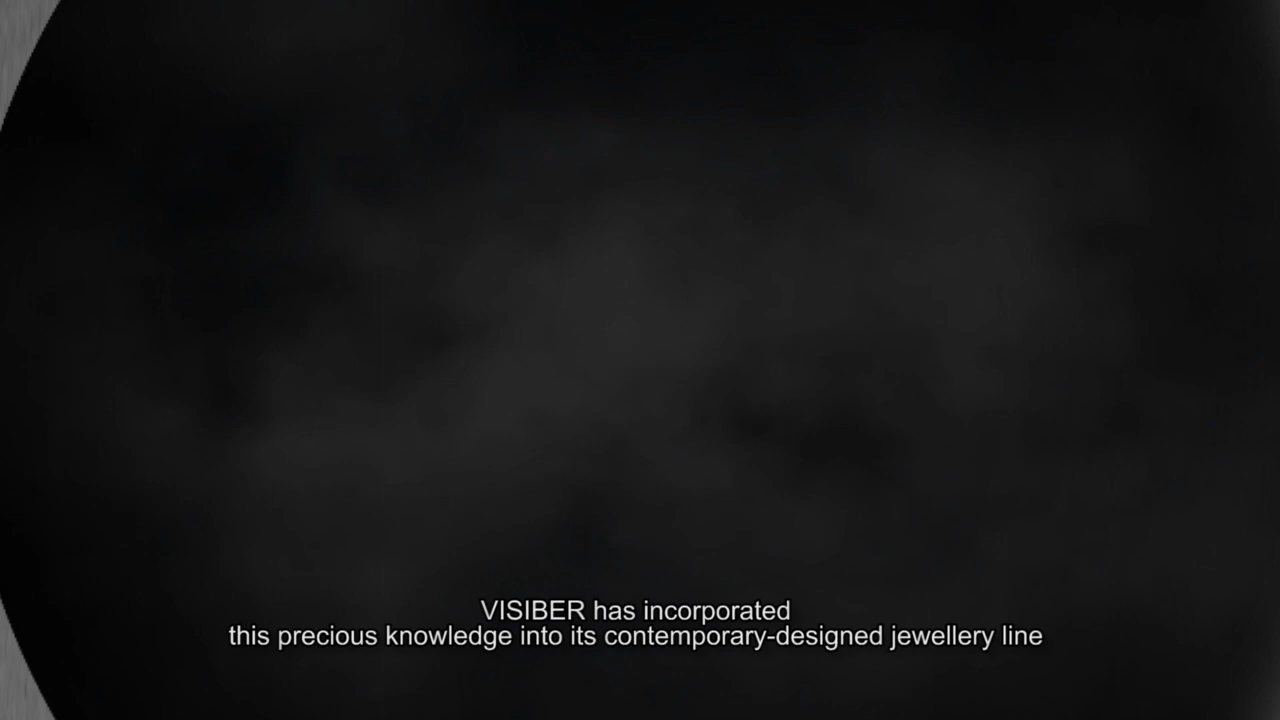 VISIBER has incorporated
this precious knowledge into its contemporary-designed jewellery line